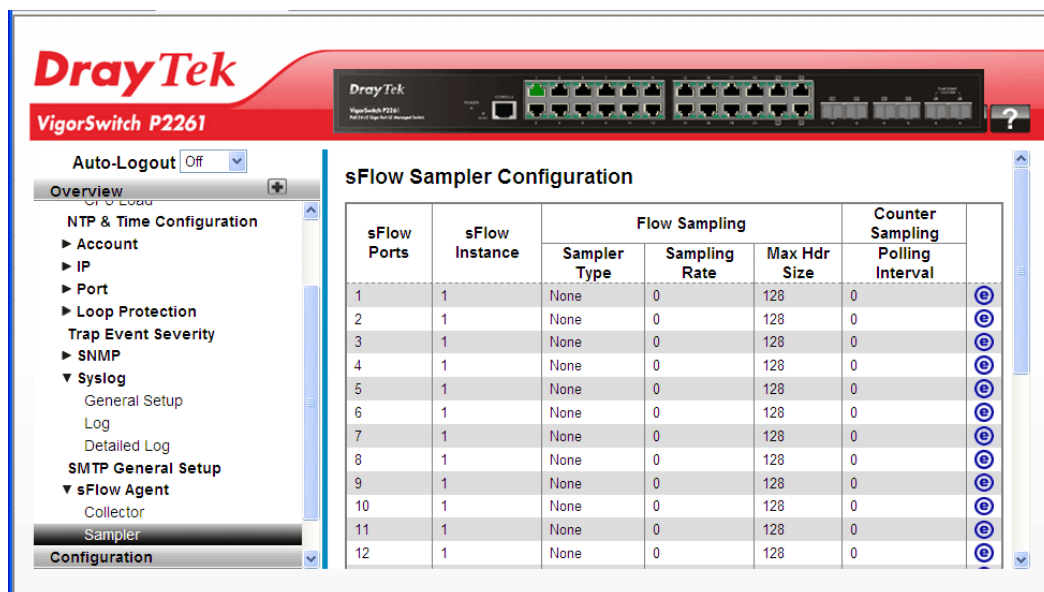 DrayTek
VigorSwitch P2261
DrayTek
VigorSwitch P2261
?
Auto-Logout Off
Overview
CPU Load
NTP & Time Configuration
▶ Account
▶ IP
▶ Port
▶ Loop Protection
Trap Event Severity
▶ SNMP
▼ Syslog
General Setup
Log
Detailed Log
SMTP General Setup
▼ sFlow Agent
Collector
Sampler
Configuration
sFlow Sampler Configuration
sFlow Ports sFlow Instance Flow Sampling Counter Sampling
Sampler Type Sampling Rate Max Hdr Size Polling Interval
1 1 None 0 128 0 e
2 1 None 0 128 0 e
3 1 None 0 128 0 e
4 1 None 0 128 0 e
5 1 None 0 128 0 e
6 1 None 0 128 0 e
7 1 None 0 128 0 e
8 1 None 0 128 0 e
9 1 None 0 128 0 e
10 1 None 0 128 0 e
11 1 None 0 128 0 e
12 1 None 0 128 0 e